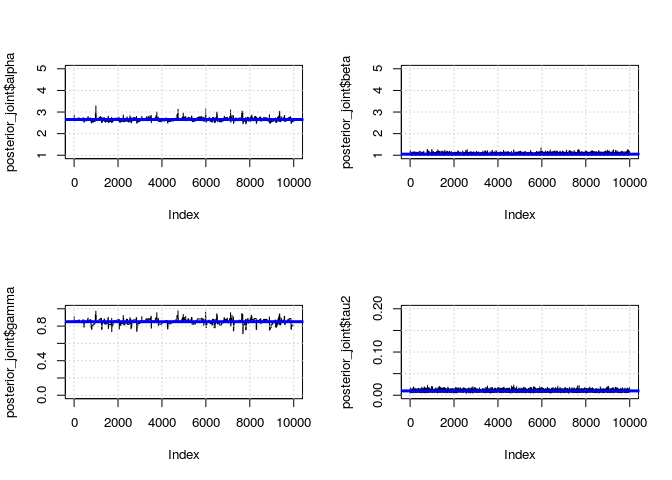 posterior_joint$alpha
5
4
3
2
1
0 2000 4000 6000 8000 10000
Index
posterior_joint$beta
5
4
3
2
1
0 2000 4000 6000 8000 10000
Index
posterior_joint$gamma
0.8
0.4
0.0
0 2000 4000 6000 8000 10000
Index
posterior_joint$tau2
0.20
0.10
0.00
0 2000 4000 6000 8000 10000
Index